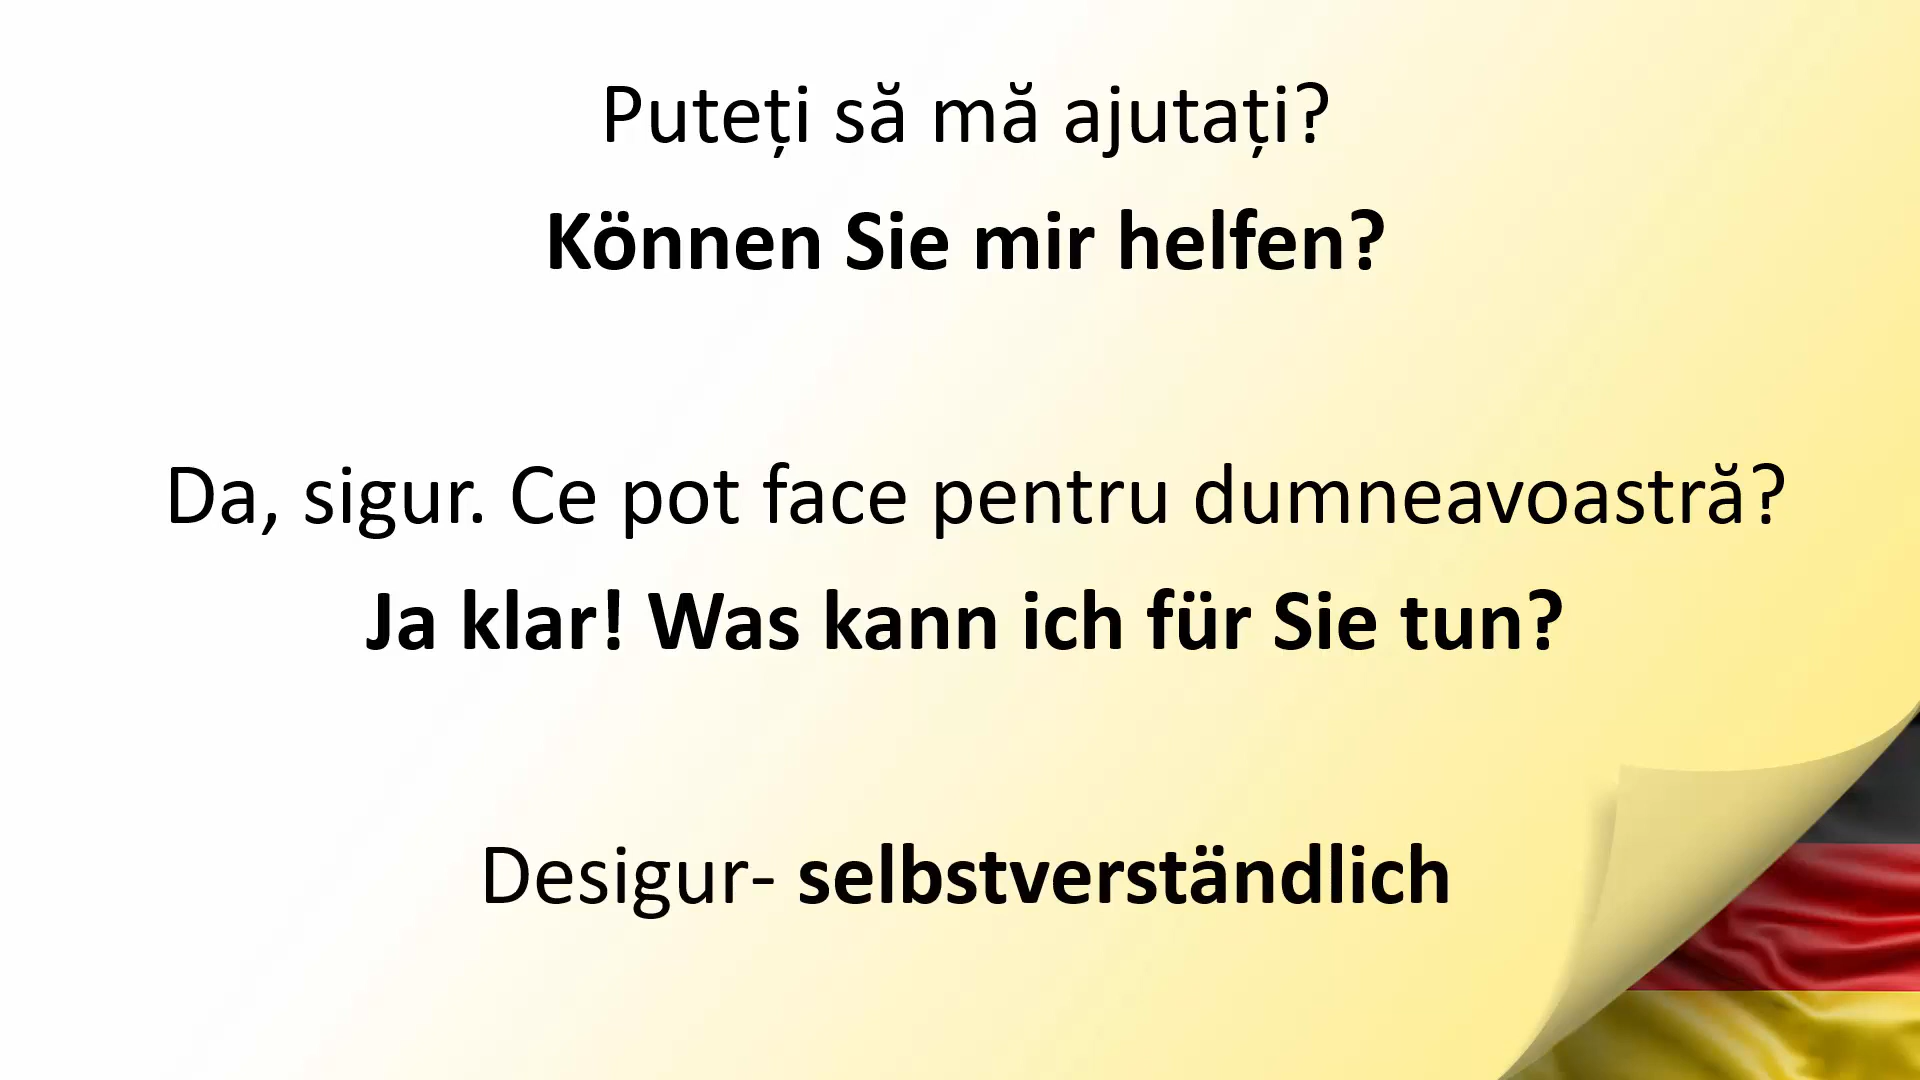 Puteți să mă ajutați?
Können Sie mir helfen?
Da, sigur. Ce pot face pentru dumneavoastră?
Ja klar! Was kann ich für Sie tun?
Desigur- selbstverständlich